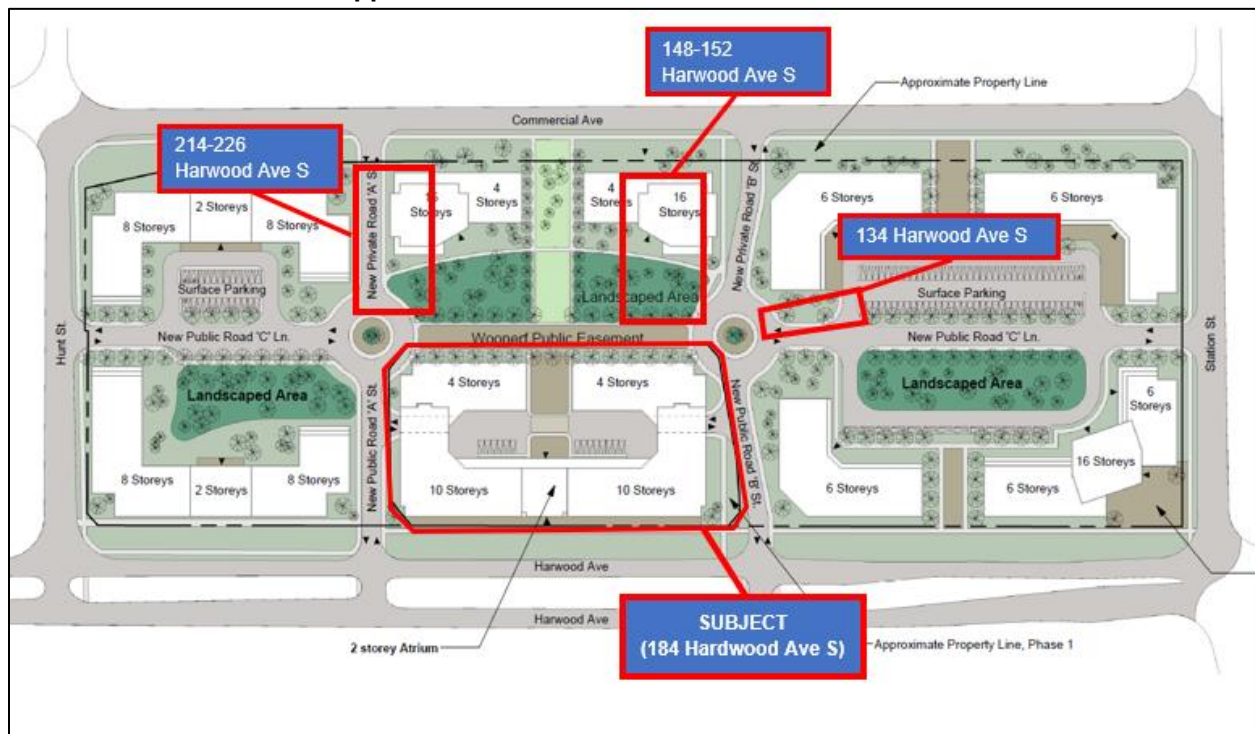 148-152
Harwood Ave S
Approximate Property Line
Commercial Ave
214-226
Harwood Ave S
2 Storeys
8 Storeys
8 Storeys
New Private Road 'A' St.
Storeys
4
Storeys
4
Storeys
16
Storeys
New Private Road 'B' St.
6 Storeys
6 Storeys
134 Harwood Ave S
Surface Parking
Landscaped Area
Surface Parking
Hunt St.
New Public Road 'C' Ln.
Woonerf Public Easement
New Public Road 'C' Ln.
Station St.
4 Storeys
4 Storeys
Landscaped Area
Landscaped Area
New Public Road 'A' St.
New Public Road 'B' St.
6
Storeys
16 Storeys
8 Storeys
2 Storeys
8 Storeys
10 Storeys
10 Storeys
6 Storeys
6 Storeys
Harwood Ave
Harwood Ave
SUBJECT
(184 Hardwood Ave S)
2 storey Atrium
Approximate Property Line, Phase 1